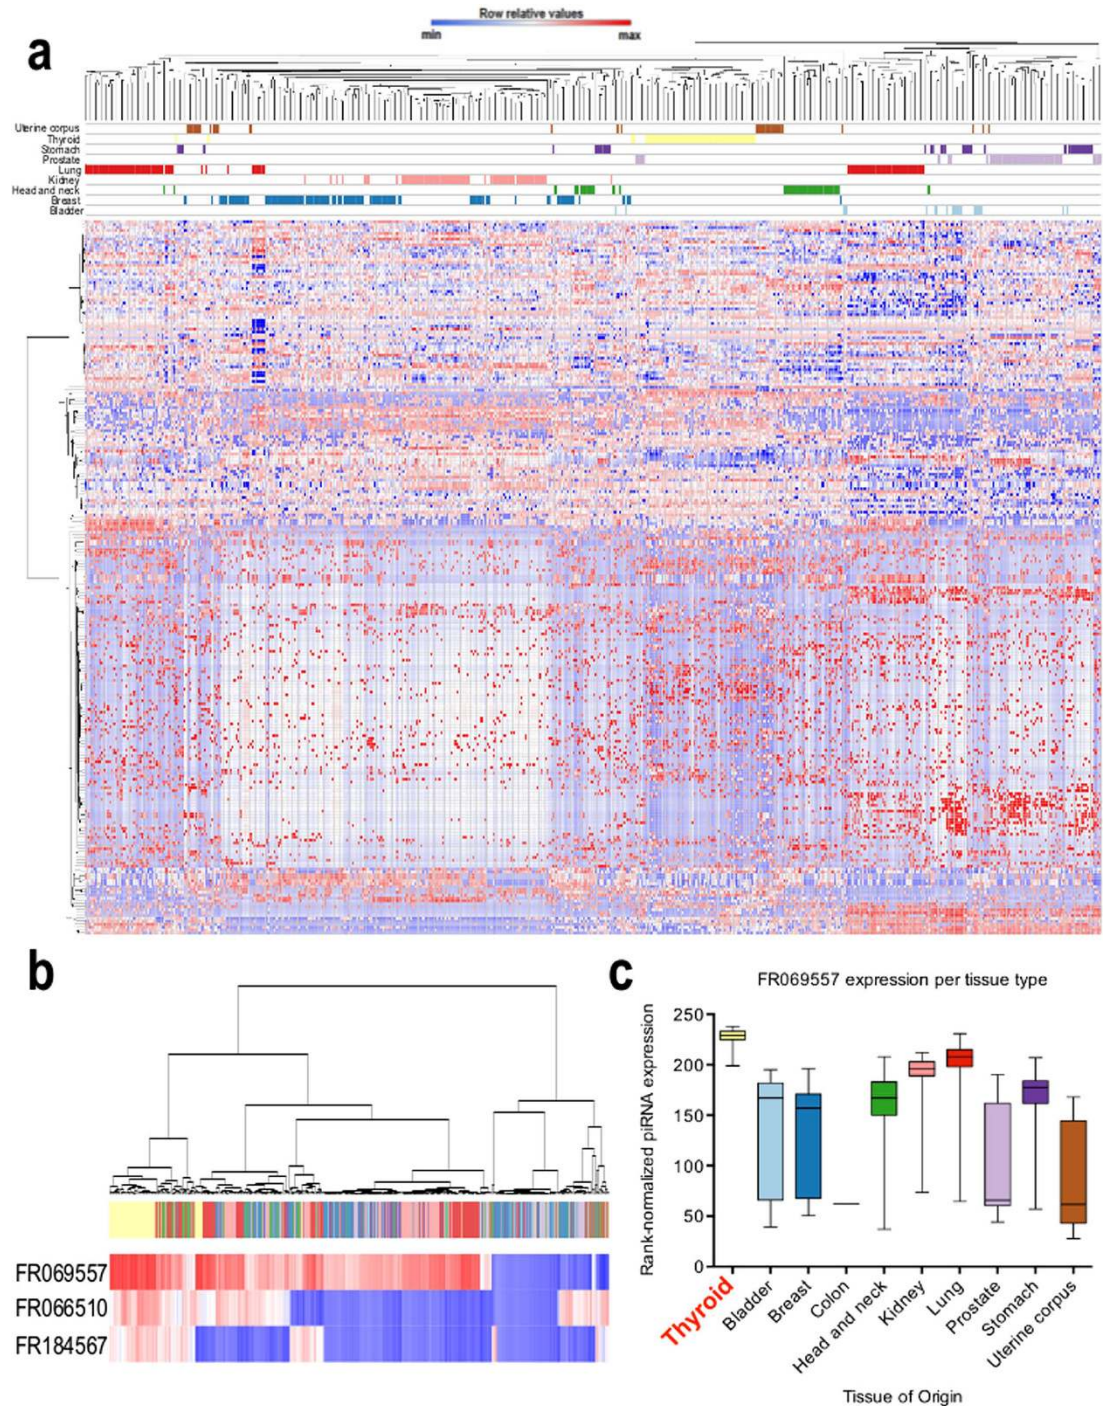 Row relative values
min max
a
Uterine corpus
Thyroid
Stomach
Prostate
Lung
Kidney
Head and neck
Breast
Bladder
b
FR069557
FR066510
FR184567
c
FR069557 expression per tissue type
Rank-normalized piRNA expression
250
200
150
100
50
0
Thyroid
Bladder
Breast
Colon
Head and neck
Kidney
Lung
Prostate
Stomach
Uterine corpus
Tissue of Origin